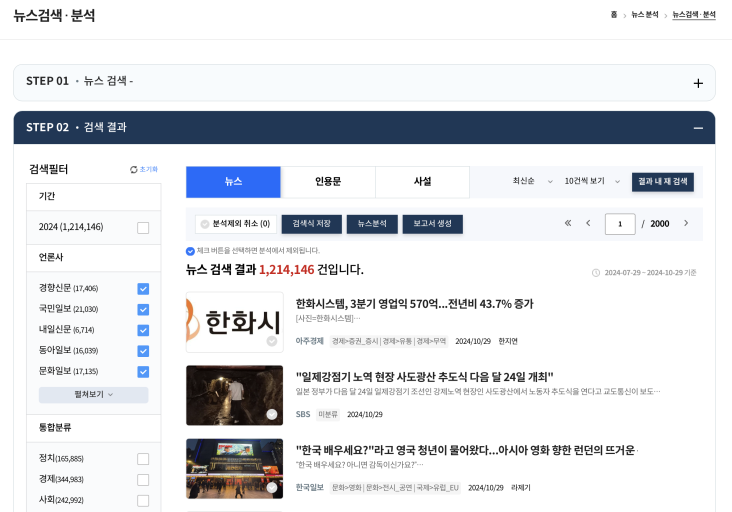 뉴스검색 · 분석
홈 > 뉴스 분석 > 뉴스검색 · 분석
STEP 01 · 뉴스 검색 -
STEP 02 · 검색 결과
검색필터
초기화
기간
2024 (1,214,146)
언론사
경향신문 (17,406)
국민일보 (21,030)
내일신문 (6,714)
동아일보 (16,039)
문화일보 (17,135)
펼쳐보기
통합분류
정치(165,885)
경제(344,983)
사회(242,992)
뉴스
인용문
사설
최신순
10건씩 보기
결과 내 재 검색
분석제외 취소 (0)
검색식 저장
뉴스분석
보고서 생성
1 / 2000
체크 버튼을 선택하면 분석에서 제외됩니다.
뉴스 검색 결과 1,214,146 건입니다.
2024-07-29 ~ 2024-10-29 기준
한화시
한화시스템, 3분기 영업익 570억...전년비 43.7% 증가
[사진=한화시스템]…
아주경제 경제>증권_증시 | 경제>유통 | 경제>무역 2024/10/29 한지연
"일제강점기 노역 현장 사도광산 추도식 다음 달 24일 개최"
일본 정부가 다음 달 24일 일제강점기 조선인 강제노역 현장인 사도광산에서 노동자 추도식을 연다고 교도통신이 보도…
SBS 미분류 2024/10/29
"한국 배우세요?"라고 영국 청년이 물어왔다...아시아 영화 향한 런던의 뜨거운
"한국 배우세요? 아니면 감독이신가요?"…
한국일보 문화>영화 | 문화>전시_공연 | 국제>유럽_EU 2024/10/29 라제기